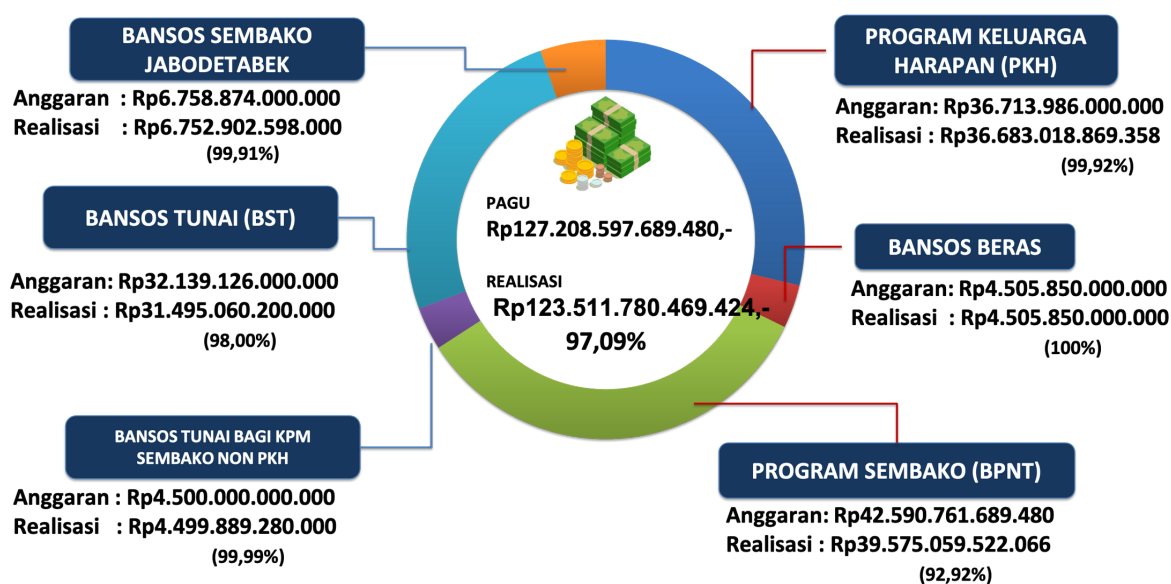 BANSOS SEMBAKO
JABODETABEK
Anggaran : Rp6.758.874.000.000
Realisasi : Rp6.752.902.598.000
(99,91%)
BANSOS TUNAI (BST)
Anggaran: Rp32.139.126.000.000
Realisasi : Rp31.495.060.200.000
(98,00%)
BANSOS TUNAI BAGI KPM
SEMBAKO NON PKH
Anggaran : Rp4.500.000.000.000
Realisasi : Rp4.499.889.280.000
(99,99%)
PAGU
Rp127.208.597.689.480,-
REALISASI
Rp123.511.780.469.424,-
97,09%
PROGRAM KELUARGA
HARAPAN (PKH)
Anggaran: Rp36.713.986.000.000
Realisasi : Rp36.683.018.869.358
(99,92%)
BANSOS BERAS
Anggaran: Rp4.505.850.000.000
Realisasi : Rp4.505.850.000.000
(100%)
PROGRAM SEMBAKO (BPNT)
Anggaran: Rp42.590.761.689.480
Realisasi : Rp39.575.059.522.066
(92,92%)